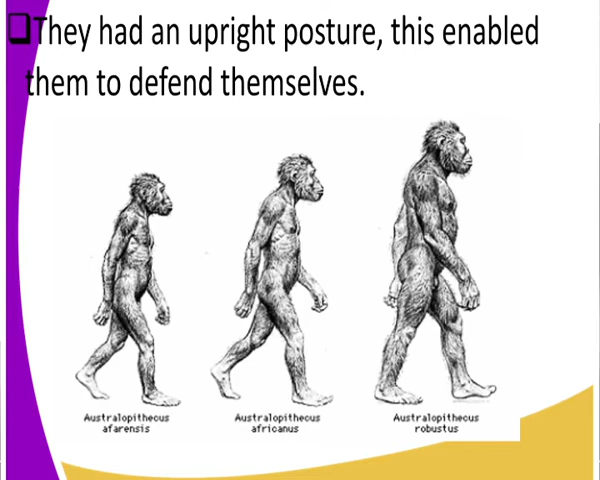 They had an upright posture, this enabled
them to defend themselves.
Australopithecus
afarensis
Australopithecus
africanus
Australopithecus
robustus